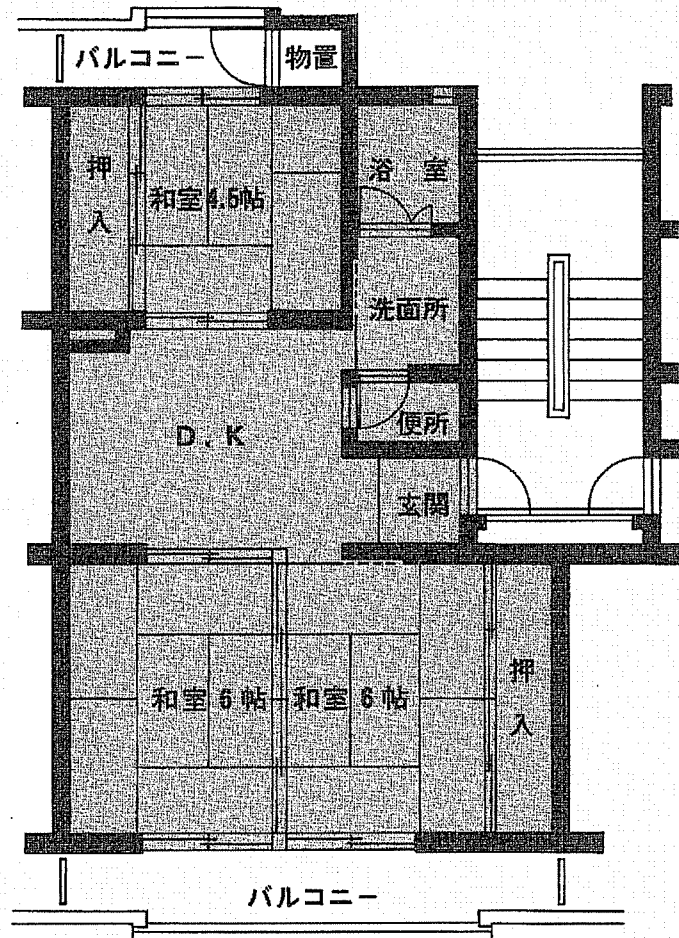 バルコニー
物置
押入
和室4.5帖
浴室
洗面所
D.K
便所
玄関
和室6帖
和室6帖
押入
バルコニー